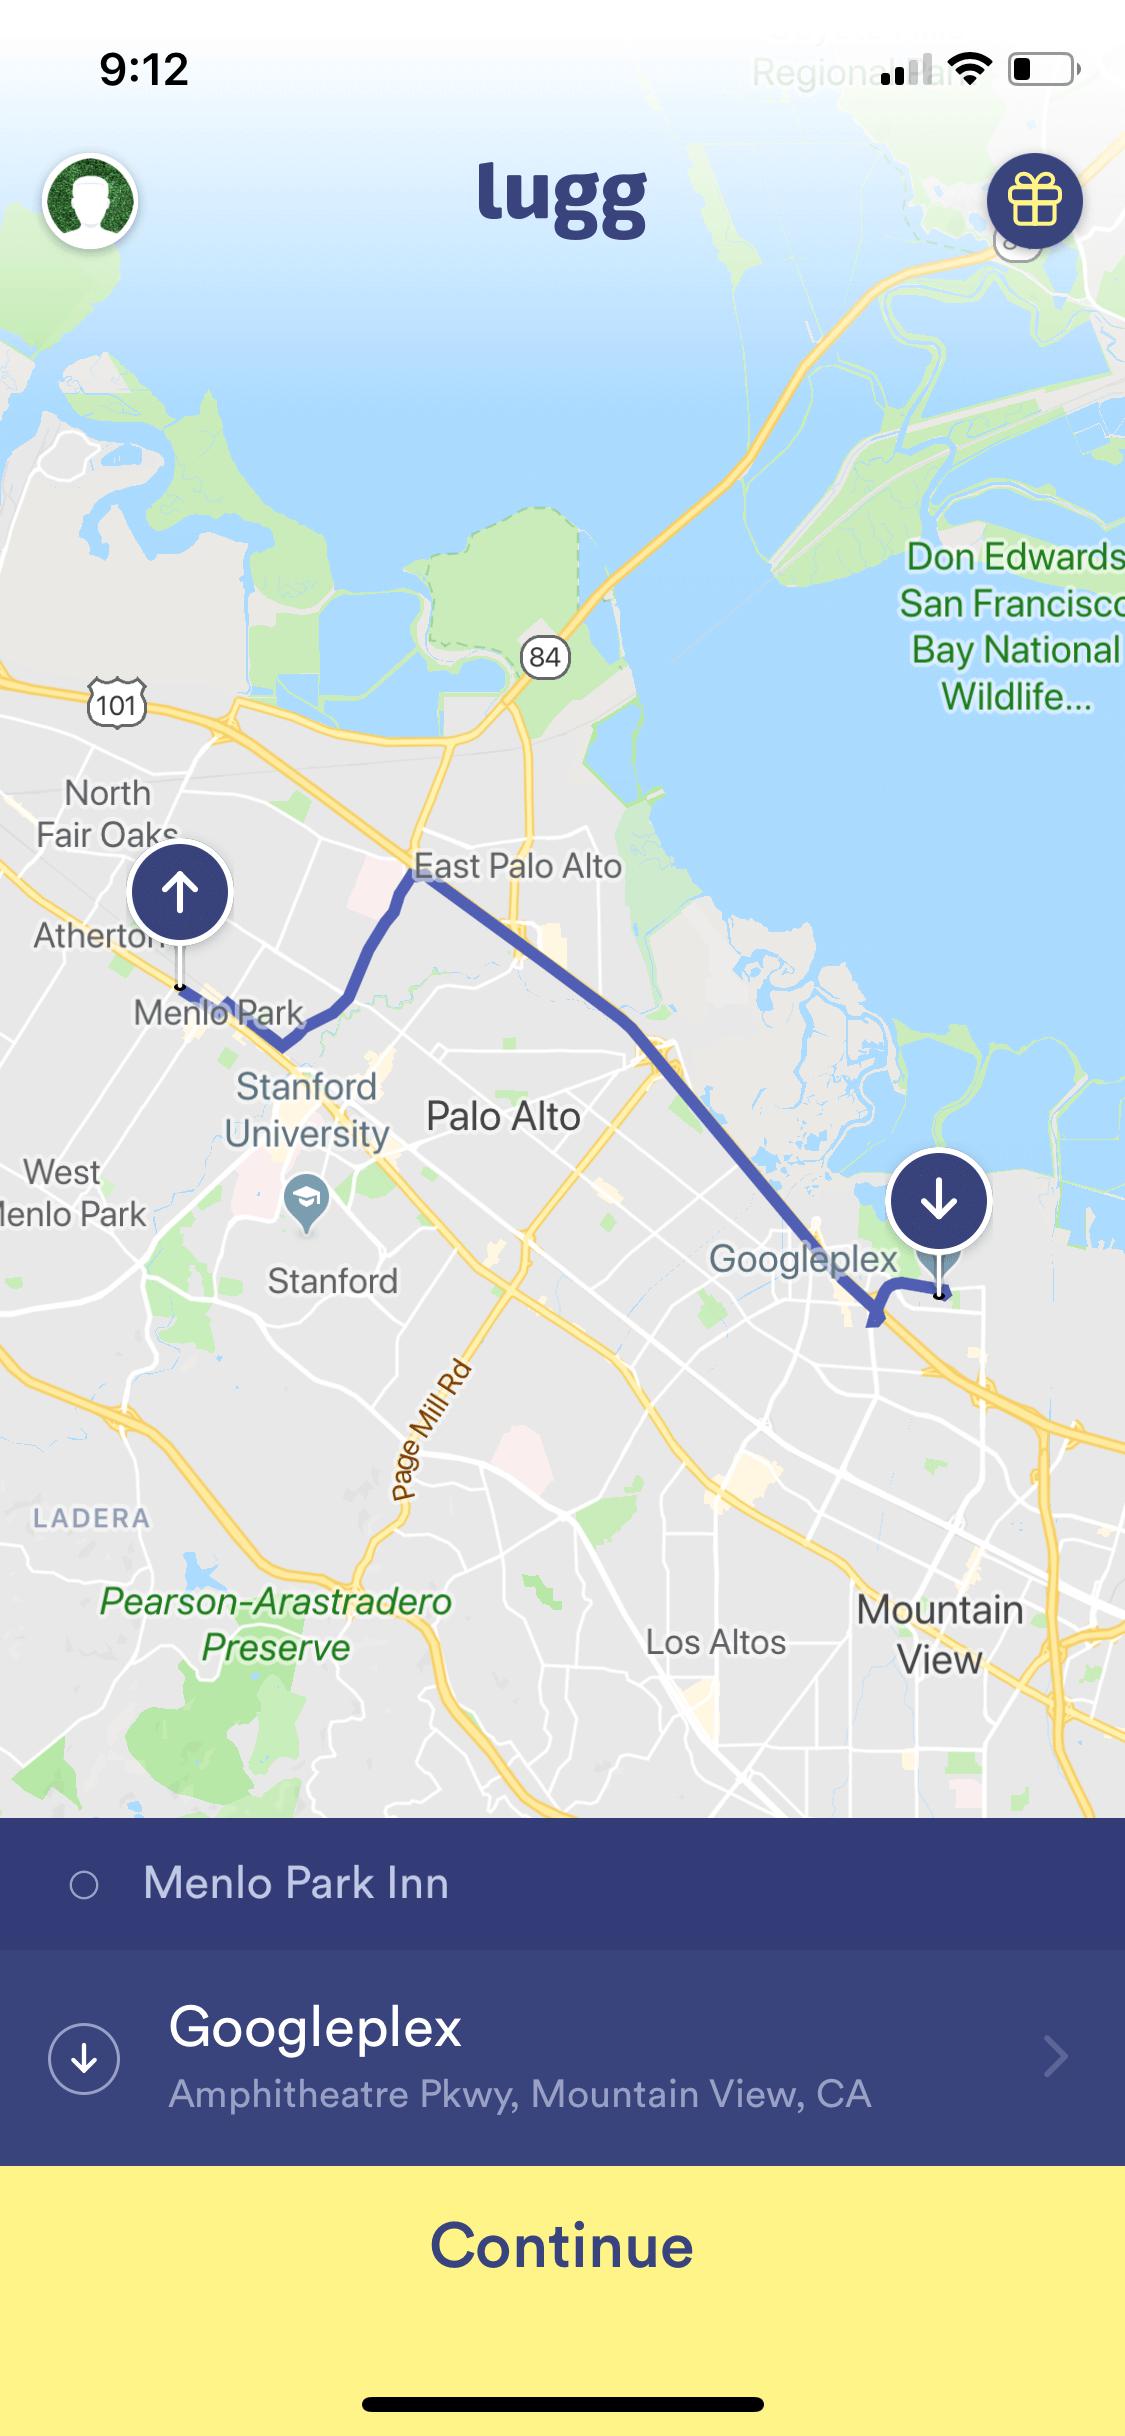 9:12
Regional Par
lugg
84
Don Edwards
San Francisco
Bay National
Wildlife...
84
101
North
Fair Oaks
East Palo Alto
Atherton
Menlo Park
Stanford
University
Palo Alto
West
Menlo Park
Googleplex
Stanford
Page Mill Rd
LADERA
Pearson-Arastradero
Preserve
Mountain
View
Los Altos
Menlo Park Inn
Googleplex
Amphitheatre Pkwy, Mountain View, CA
Continue